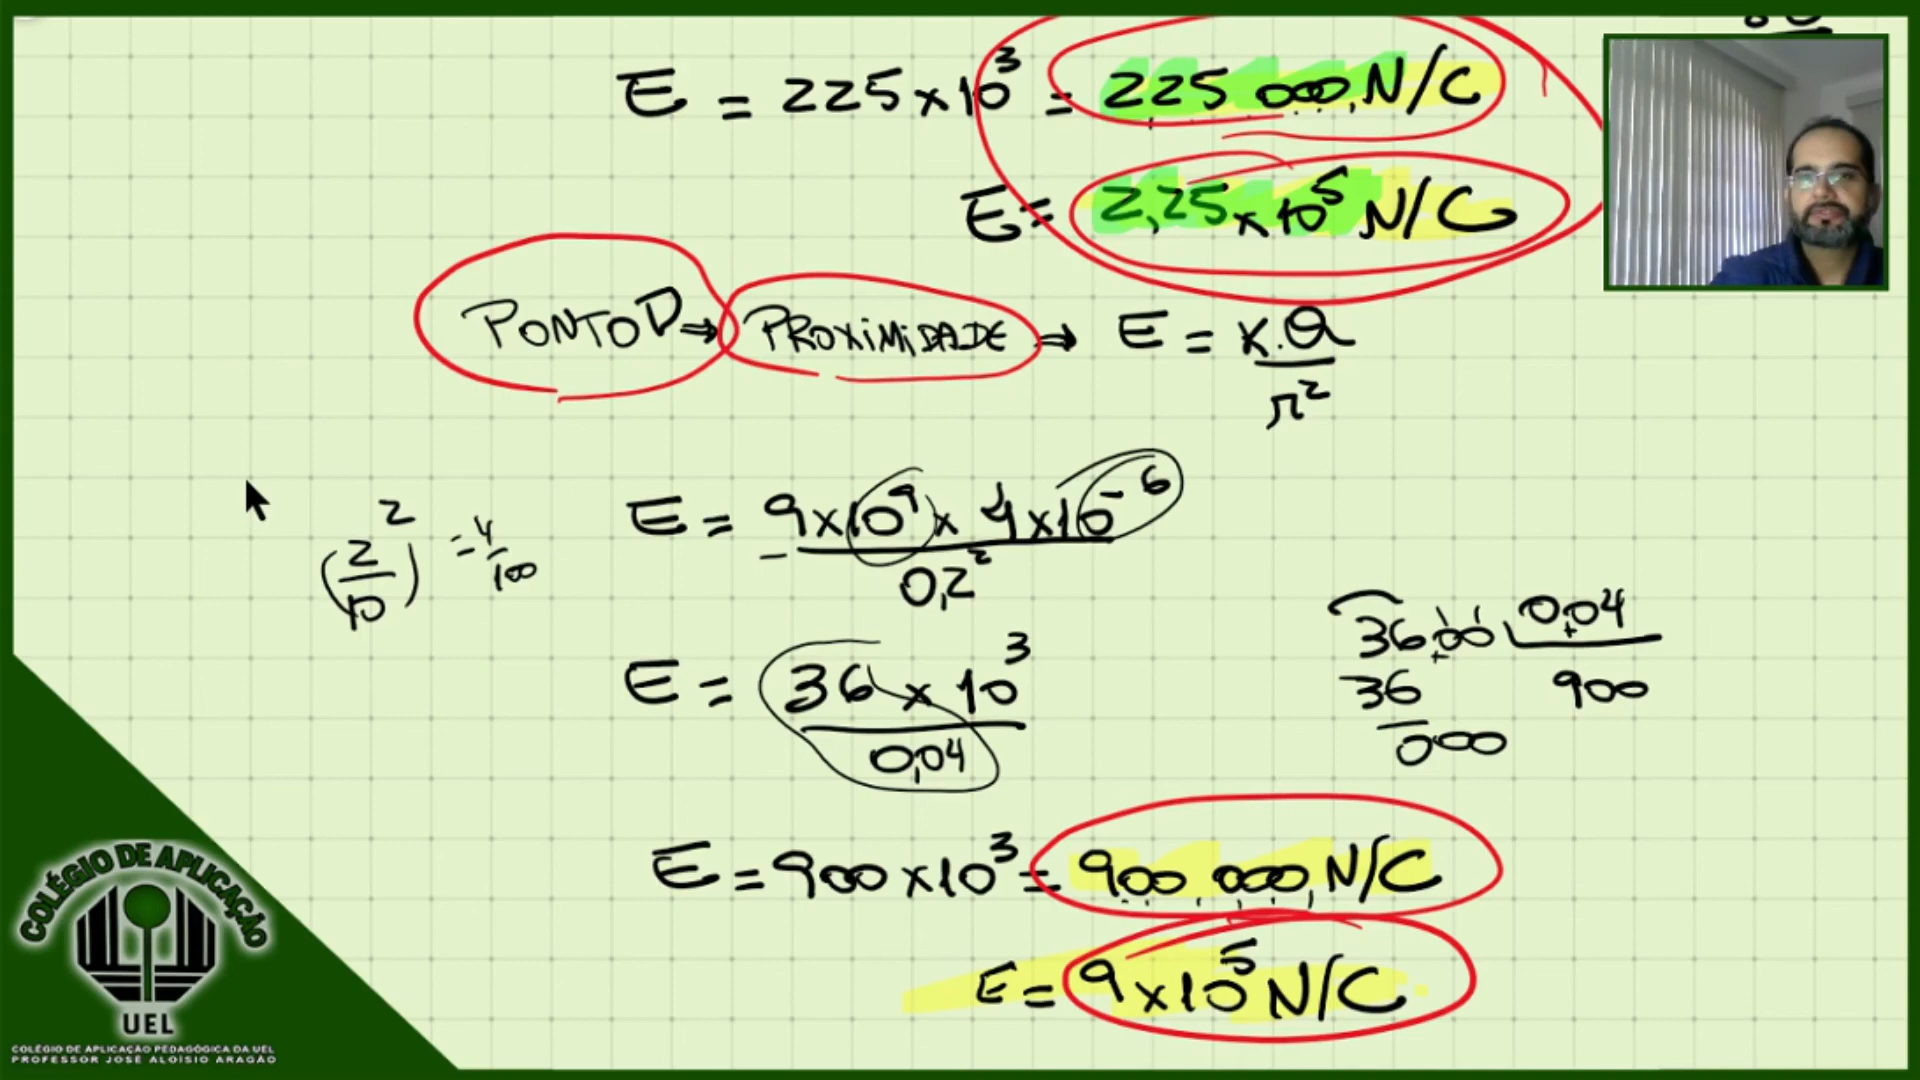 E = 225 x 10³ = 225 000, N/C
E = 2,25 x 10⁵ N/C
PONTO D → PROXIMIDADE ⇒ E = K.Q
r²
E = 9x10⁹ x 4x10⁻⁶
0,2²
(2/10)² = 4/100
E = 36 x 10³
0,04
36,00 0,04
36 900
000
E = 900 x 10³ = 900 000, N/C
E = 9 x 10⁵ N/C
COLÉGIO DE APLICAÇÃO
UEL
COLÉGIO DE APLICAÇÃO PEDAGÓGICA DA UEL
PROFESSOR JOSÉ ALOÍSIO ARAGÃO